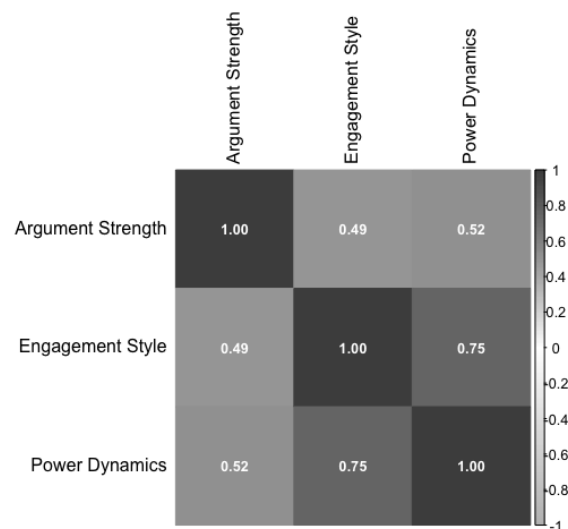 Argument Strength
Engagement Style
Power Dynamics
Argument Strength 1.00 0.49 0.52
Engagement Style 0.49 1.00 0.75
Power Dynamics 0.52 0.75 1.00
1
0.8
0.6
0.4
0.2
0
-0.2
-0.4
-0.6
-0.8
-1